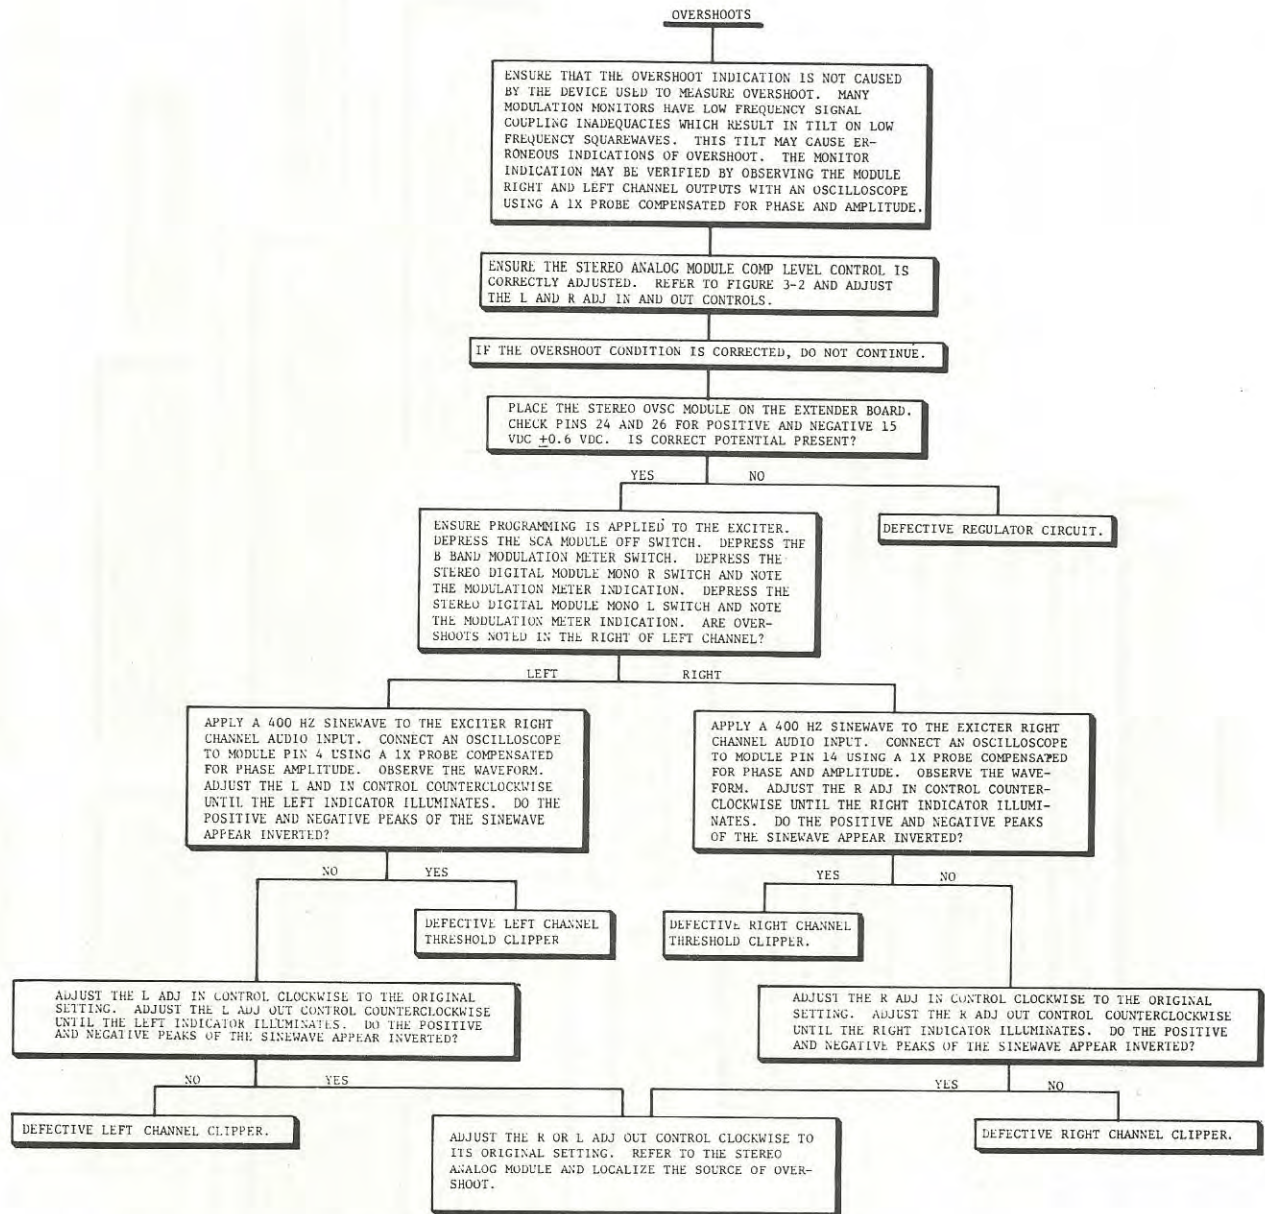 OVERSHOOTS
ENSURE THAT THE OVERSHOOT INDICATION IS NOT CAUSED
BY THE DEVICE USED TO MEASURE OVERSHOOT. MANY
MODULATION MONITORS HAVE LOW FREQUENCY SIGNAL
COUPLING INADEQUACIES WHICH RESULT IN TILT ON LOW
FREQUENCY SQUAREWAVES. THIS TILT MAY CAUSE ER-
RONEOUS INDICATIONS OF OVERSHOOT. THE MONITOR
INDICATION MAY BE VERIFIED BY OBSERVING THE MODULE
RIGHT AND LEFT CHANNEL OUTPUTS WITH AN OSCILLOSCOPE
USING A 1X PROBE COMPENSATED FOR PHASE AND AMPLITUDE.
ENSURE THE STEREO ANALOG MODULE COMP LEVEL CONTROL IS
CORRECTLY ADJUSTED. REFER TO FIGURE 3-2 AND ADJUST
THE L AND R ADJ IN AND OUT CONTROLS.
IF THE OVERSHOOT CONDITION IS CORRECTED, DO NOT CONTINUE.
PLACE THE STEREO OVSC MODULE ON THE EXTENDER BOARD.
CHECK PINS 24 AND 26 FOR POSITIVE AND NEGATIVE 15
VDC ±0.6 VDC. IS CORRECT POTENTIAL PRESENT?
YES NO
ENSURE PROGRAMMING IS APPLIED TO THE EXCITER.
DEPRESS THE SCA MODULE OFF SWITCH. DEPRESS THE
B BAND MODULATION METER SWITCH. DEPRESS THE
STEREO DIGITAL MODULE MONO R SWITCH AND NOTE
THE MODULATION METER INDICATION. DEPRESS THE
STEREO DIGITAL MODULE MONO L SWITCH AND NOTE
THE MODULATION METER INDICATION. ARE OVER-
SHOOTS NOTED IN THE RIGHT OF LEFT CHANNEL?
DEFECTIVE REGULATOR CIRCUIT.
LEFT RIGHT
APPLY A 400 HZ SINEWAVE TO THE EXCITER RIGHT
CHANNEL AUDIO INPUT. CONNECT AN OSCILLOSCOPE
TO MODULE PIN 4 USING A 1X PROBE COMPENSATED
FOR PHASE AMPLITUDE. OBSERVE THE WAVEFORM.
ADJUST THE L AND IN CONTROL COUNTERCLOCKWISE
UNTIL THE LEFT INDICATOR ILLUMINATES. DO THE
POSITIVE AND NEGATIVE PEAKS OF THE SINEWAVE
APPEAR INVERTED?
APPLY A 400 HZ SINEWAVE TO THE EXICTER RIGHT
CHANNEL AUDIO INPUT. CONNECT AN OSCILLOSCOPE
TO MODULE PIN 14 USING A 1X PROBE COMPENSATED
FOR PHASE AND AMPLITUDE. OBSERVE THE WAVE-
FORM. ADJUST THE R ADJ IN CONTROL COUNTER-
CLOCKWISE UNTIL THE RIGHT INDICATOR ILLUMI-
NATES. DO THE POSITIVE AND NEGATIVE PEAKS
OF THE SINEWAVE APPEAR INVERTED?
NO YES
YES NO
DEFECTIVE LEFT CHANNEL
THRESHOLD CLIPPER
DEFECTIVE RIGHT CHANNEL
THRESHOLD CLIPPER.
ADJUST THE L ADJ IN CONTROL CLOCKWISE TO THE ORIGINAL
SETTING. ADJUST THE L ADJ OUT CONTROL COUNTERCLOCKWISE
UNTIL THE LEFT INDICATOR ILLUMINATES. DO THE POSITIVE
AND NEGATIVE PEAKS OF THE SINEWAVE APPEAR INVERTED?
ADJUST THE R ADJ IN CONTROL CLOCKWISE TO THE ORIGINAL
SETTING. ADJUST THE R ADJ OUT CONTROL COUNTERCLOCKWISE
UNTIL THE RIGHT INDICATOR ILLUMINATES. DO THE POSITIVE
AND NEGATIVE PEAKS OF THE SINEWAVE APPEAR INVERTED?
NO YES
YES NO
DEFECTIVE LEFT CHANNEL CLIPPER.
ADJUST THE R OR L ADJ OUT CONTROL CLOCKWISE TO
ITS ORIGINAL SETTING. REFER TO THE STEREO
ANALOG MODULE AND LOCALIZE THE SOURCE OF OVER-
SHOOT.
DEFECTIVE RIGHT CHANNEL CLIPPER.